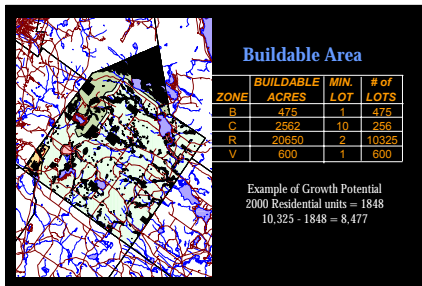 Buildable Area
BUILDABLE MIN. # of
ZONE ACRES LOT LOTS
B 475 1 475
C 2562 10 256
R 20650 2 10325
V 600 1 600
Example of Growth Potential
2000 Residential units = 1848
10,325 - 1848 = 8,477